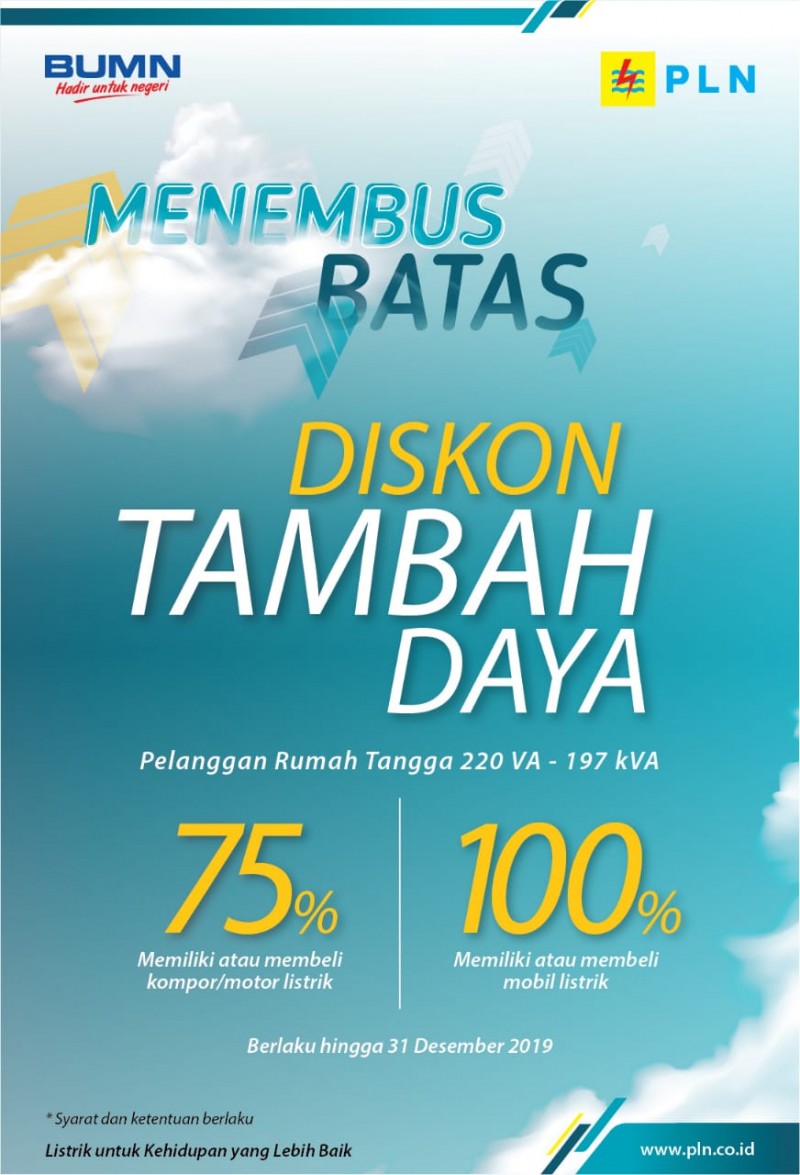 BUMN
Hadir untuk negeri
PLN
MENEMBUS
BATAS
DISKON
TAMBAH
DAYA
Pelanggan Rumah Tangga 220 VA - 197 kVA
75%
Memiliki atau membeli
kompor/motor listrik
100%
Memiliki atau membeli
mobil listrik
Berlaku hingga 31 Desember 2019
* Syarat dan ketentuan berlaku
Listrik untuk Kehidupan yang Lebih Baik
www.pln.co.id